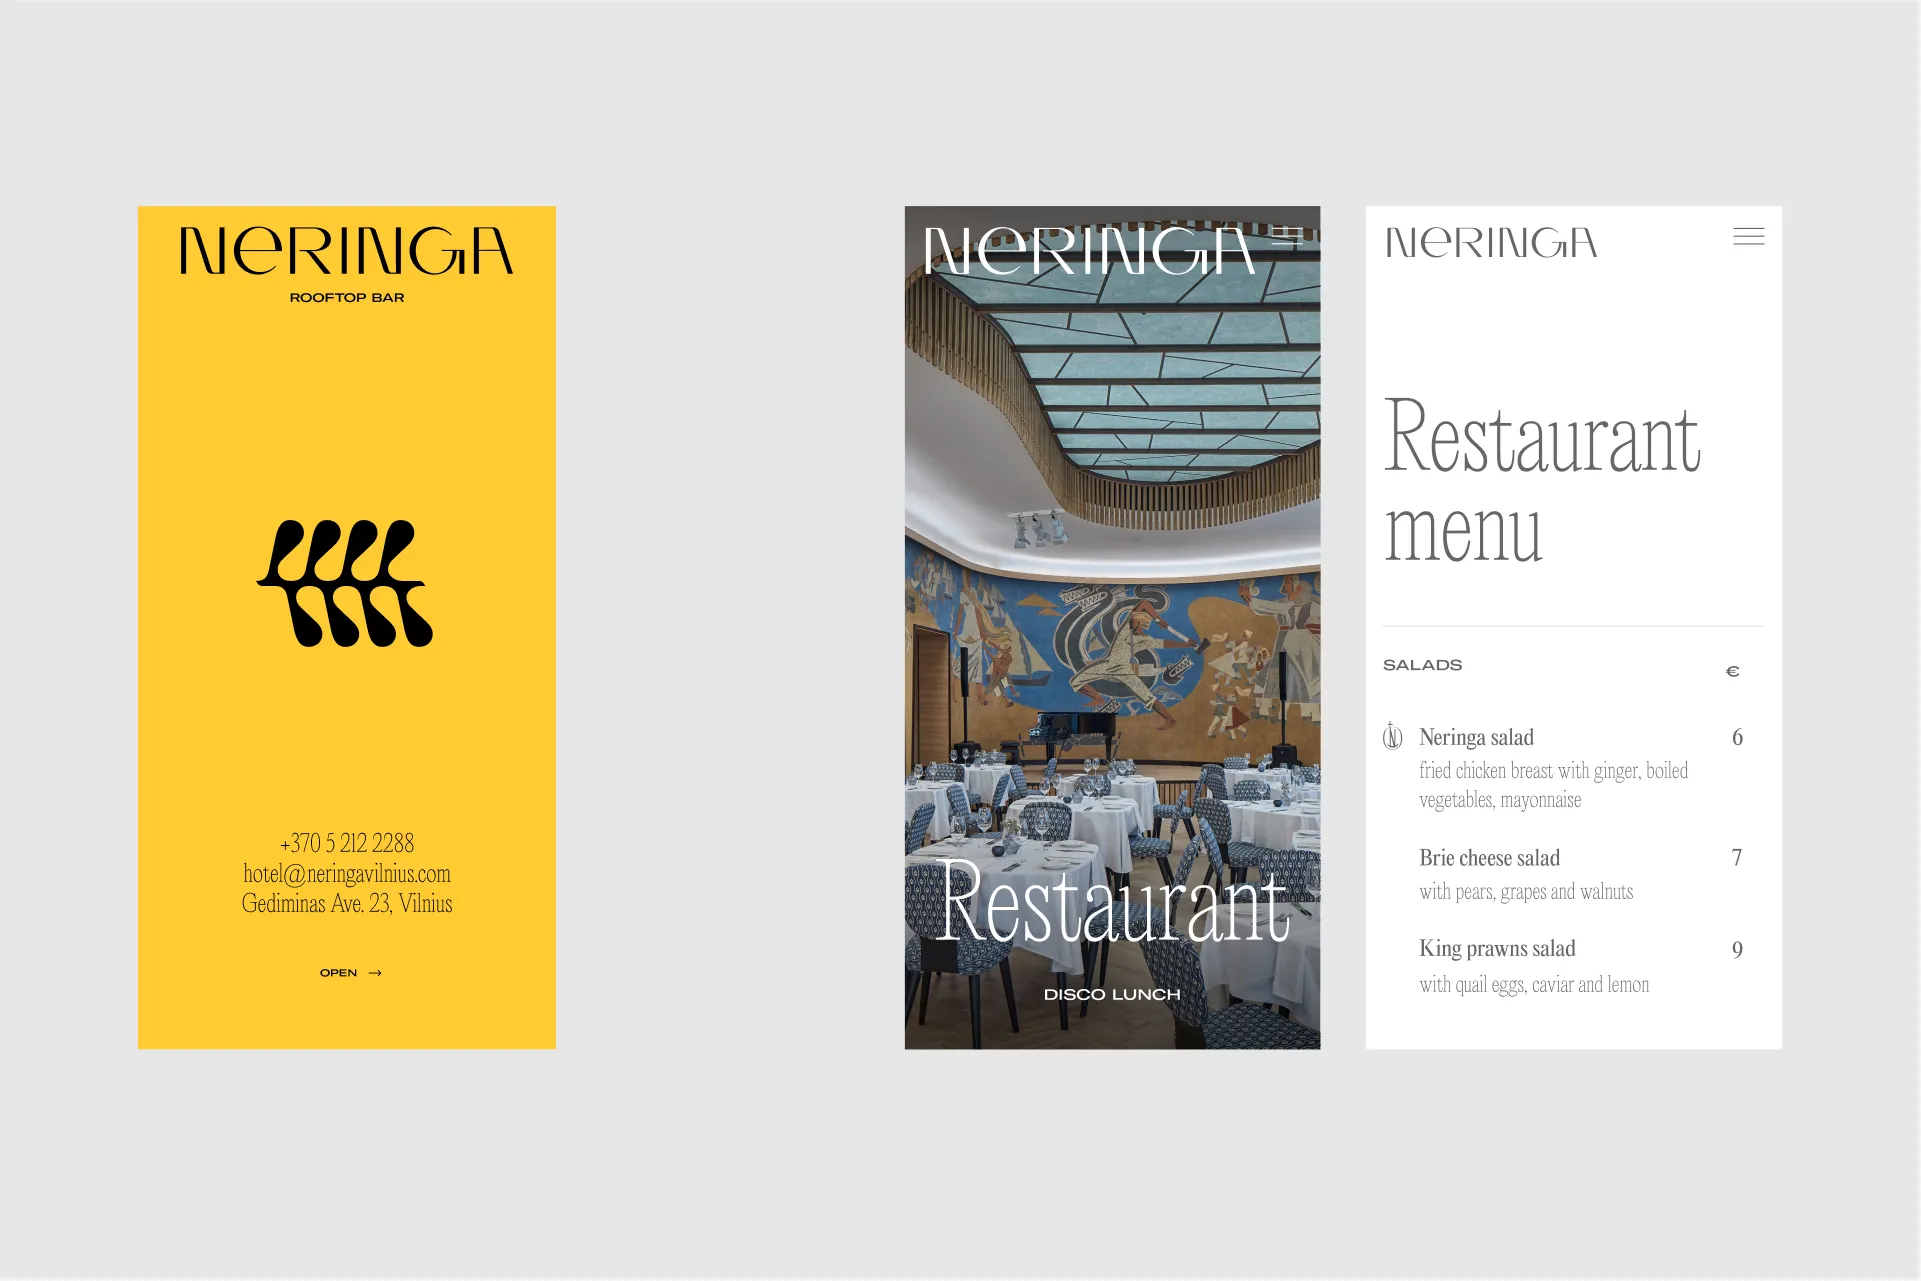 NeRINGA
ROOFTOP BAR
+370 5 212 2288
hotel@neringavilnius.com
Gediminas Ave. 23, Vilnius
OPEN →
NeRINGA
Restaurant
DISCO LUNCH
NeRINGA
Restaurant
menu
SALADS €
N Neringa salad 6
fried chicken breast with ginger, boiled
vegetables, mayonnaise
Brie cheese salad 7
with pears, grapes and walnuts
King prawns salad 9
with quail eggs, caviar and lemon